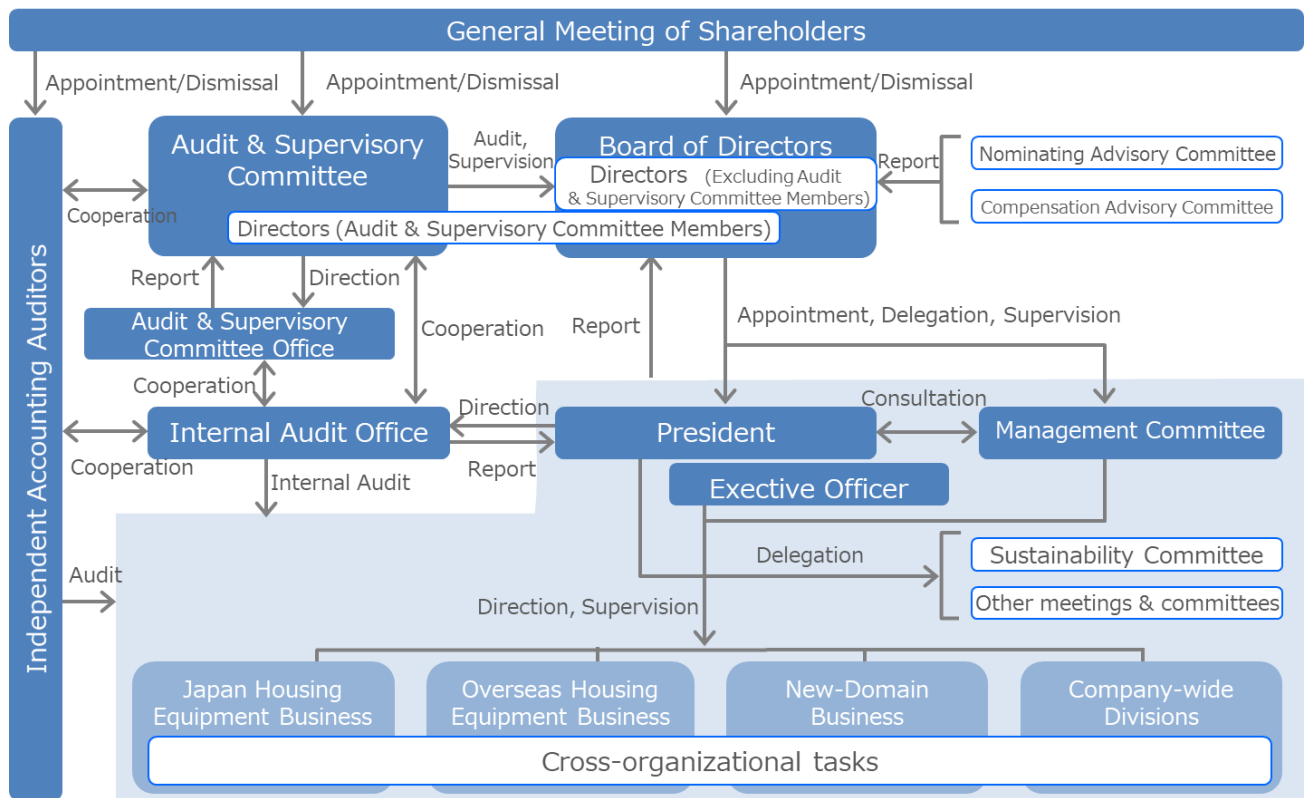 General Meeting of Shareholders
Appointment/Dismissal
Appointment/Dismissal
Appointment/Dismissal
Independent Accounting Auditors
Audit & Supervisory
Committee
Audit,
Supervision
Board of Directors
Directors (Excluding Audit
& Supervisory Committee Members)
Report
Nominating Advisory Committee
Compensation Advisory Committee
Cooperation
Directors (Audit & Supervisory Committee Members)
Report
Direction
Audit & Supervisory
Committee Office
Cooperation
Report
Appointment, Delegation, Supervision
Cooperation
Direction
Consultation
Internal Audit Office
President
Management Committee
Cooperation
Report
Internal Audit
Exective Officer
Delegation
Sustainability Committee
Other meetings & committees
Audit
Direction, Supervision
Japan Housing
Equipment Business
Overseas Housing
Equipment Business
New-Domain
Business
Company-wide
Divisions
Cross-organizational tasks